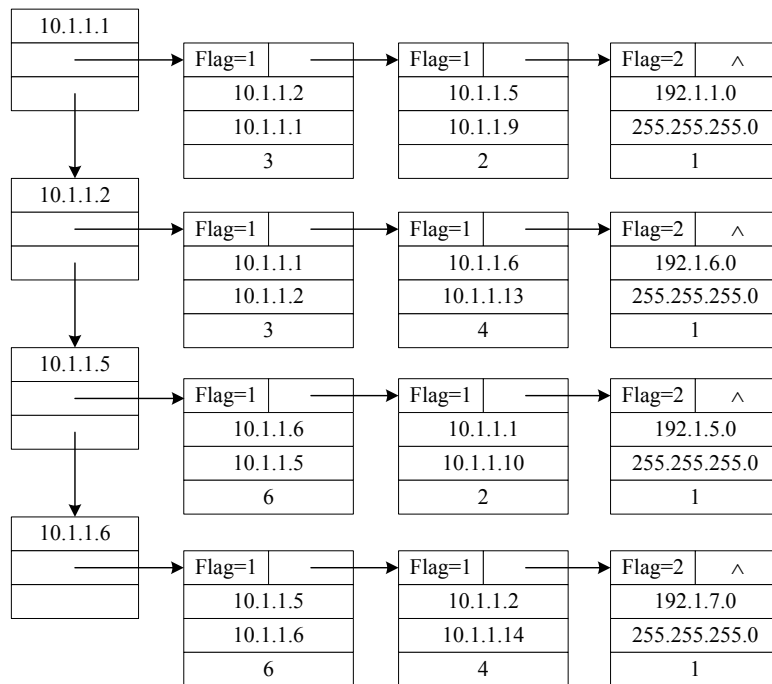 10.1.1.1
Flag=1 Flag=1 Flag=2 ∧
10.1.1.2 10.1.1.5 192.1.1.0
10.1.1.1 10.1.1.9 255.255.255.0
3 2 1
10.1.1.2
Flag=1 Flag=1 Flag=2 ∧
10.1.1.1 10.1.1.6 192.1.6.0
10.1.1.2 10.1.1.13 255.255.255.0
3 4 1
10.1.1.5
Flag=1 Flag=1 Flag=2 ∧
10.1.1.6 10.1.1.1 192.1.5.0
10.1.1.5 10.1.1.10 255.255.255.0
6 2 1
10.1.1.6
Flag=1 Flag=1 Flag=2 ∧
10.1.1.5 10.1.1.2 192.1.7.0
10.1.1.6 10.1.1.14 255.255.255.0
6 4 1